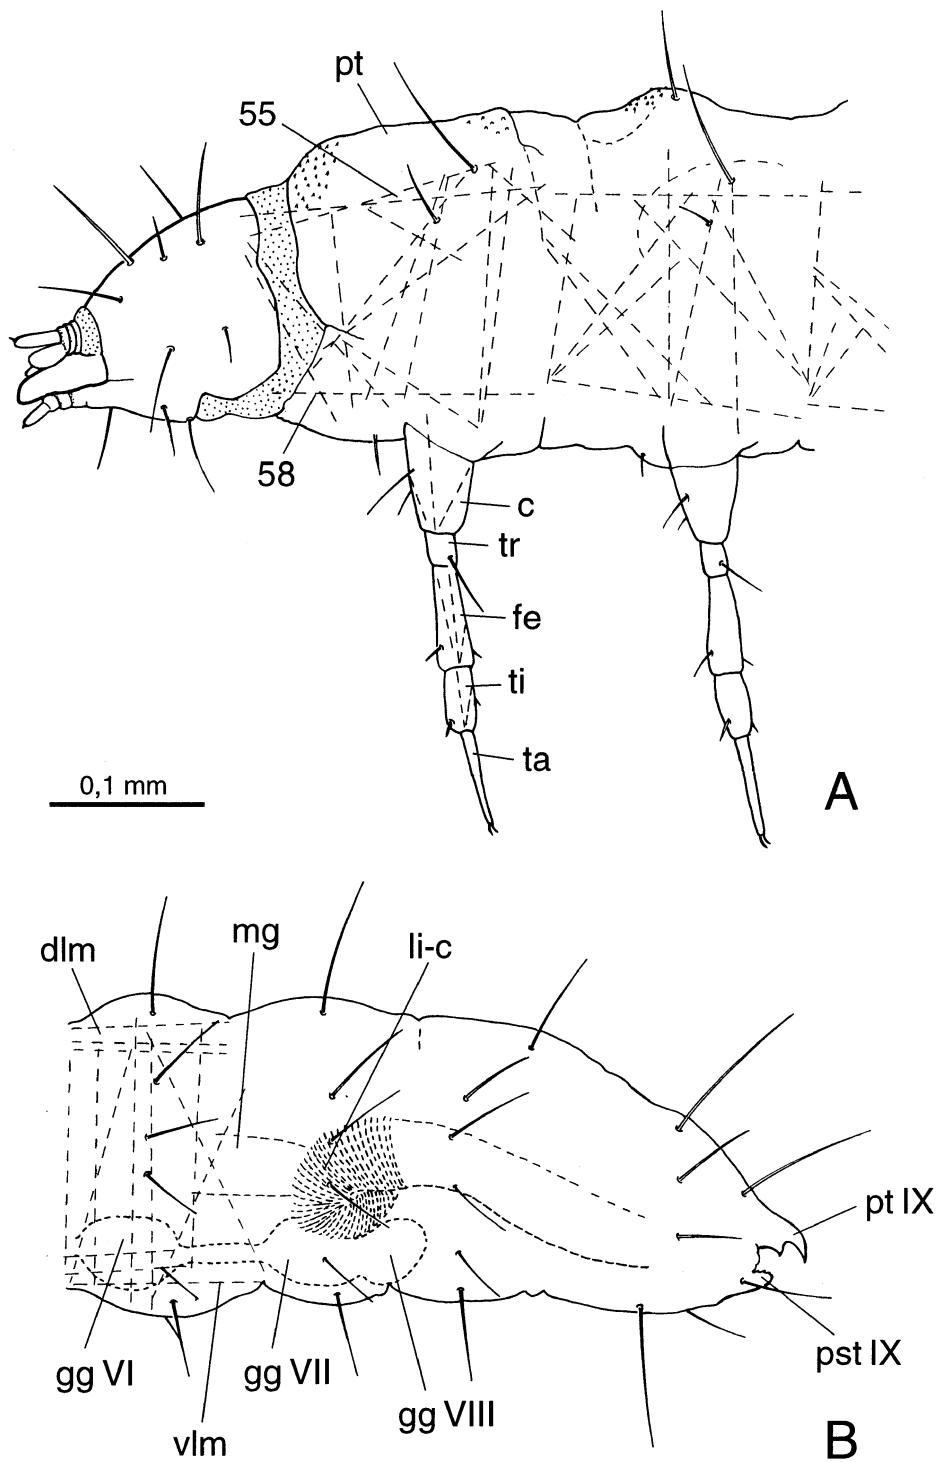 pt
55
58
c
tr
fe
ti
ta
0,1 mm
A
dlm
mg
li-c
pt IX
pst IX
gg VI
gg VII
gg VIII
vlm
B